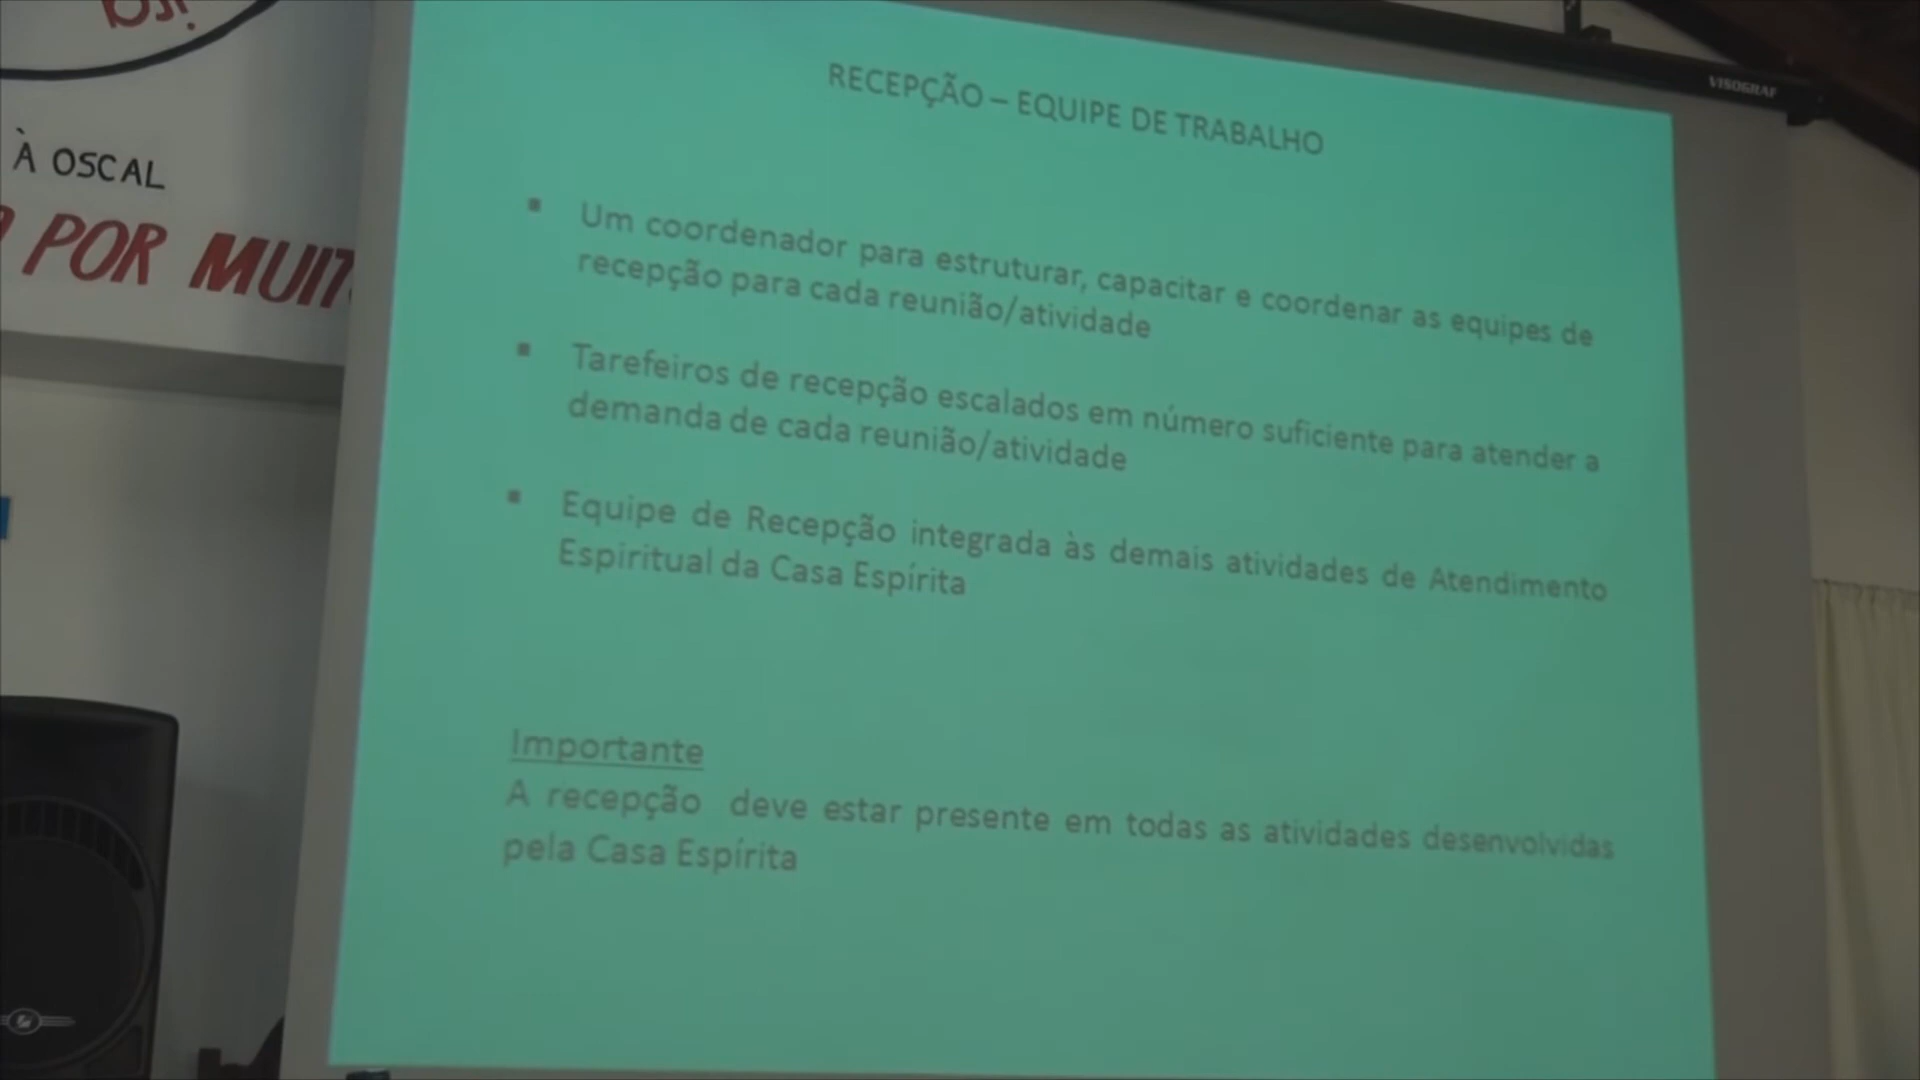 À OSCAL
POR MUIT
VISOGRAF
RECEPÇÃO – EQUIPE DE TRABALHO
▪ Um coordenador para estruturar, capacitar e coordenar as equipes de
recepção para cada reunião/atividade
▪ Tarefeiros de recepção escalados em número suficiente para atender a
demanda de cada reunião/atividade
▪ Equipe de Recepção integrada às demais atividades de Atendimento
Espiritual da Casa Espírita
Importante
A recepção deve estar presente em todas as atividades desenvolvidas
pela Casa Espírita